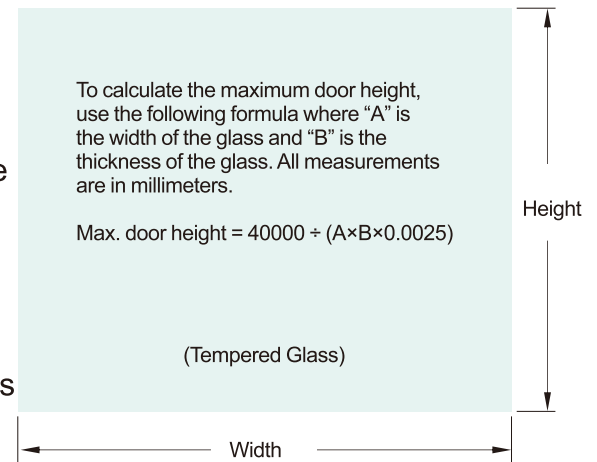 To calculate the maximum door height,
use the following formula where “A” is
the width of the glass and “B” is the
thickness of the glass. All measurements
are in millimeters.
Max. door height = 40000 ÷ (A×B×0.0025)
(Tempered Glass)
Height
Width
e
s